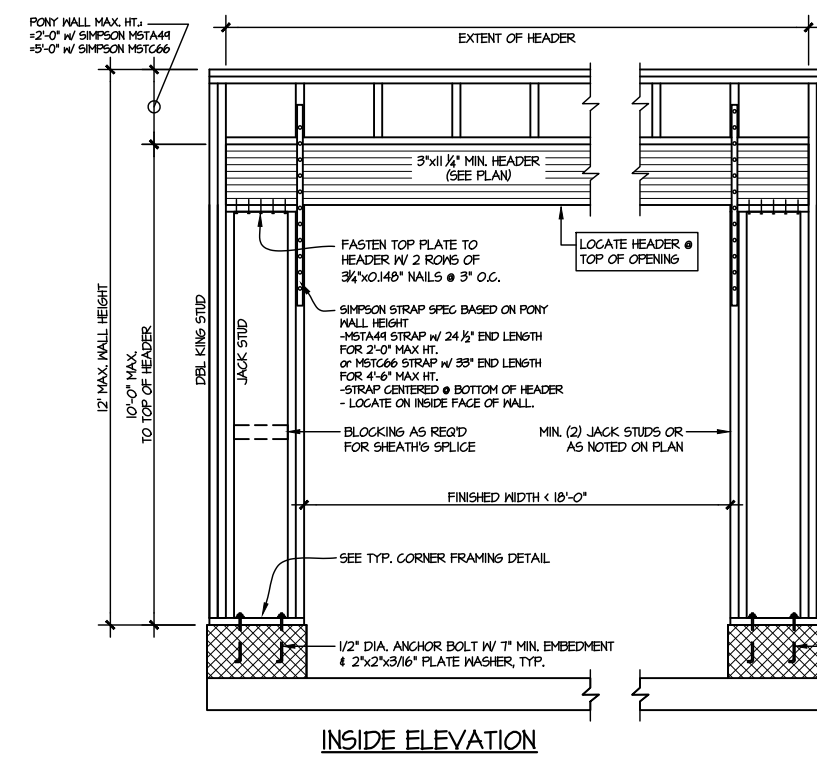 PONY WALL MAX. HT.:
=2'-0" W/ SIMPSON MSTA49
=5'-0" W/ SIMPSON MSTC66
EXTENT OF HEADER
3"x11 1/4" MIN. HEADER
(SEE PLAN)
FASTEN TOP PLATE TO
HEADER W/ 2 ROWS OF
3 1/4"x0.148" NAILS @ 3" O.C.
LOCATE HEADER @
TOP OF OPENING
SIMPSON STRAP SPEC BASED ON PONY
WALL HEIGHT
-MSTA49 STRAP w/ 24 1/2" END LENGTH
FOR 2'-0" MAX HT.
or MSTC66 STRAP w/ 33" END LENGTH
FOR 4'-6" MAX HT.
-STRAP CENTERED @ BOTTOM OF HEADER
- LOCATE ON INSIDE FACE OF WALL.
12' MAX. WALL HEIGHT
10'-0" MAX.
TO TOP OF HEADER
DBL KING STUD
JACK STUD
BLOCKING AS REQ'D
FOR SHEATH'G SPLICE
MIN. (2) JACK STUDS OR
AS NOTED ON PLAN
FINISHED WIDTH < 18'-0"
SEE TYP. CORNER FRAMING DETAIL
1/2" DIA. ANCHOR BOLT W/ 7" MIN. EMBEDMENT
& 2"x2"x3/16" PLATE WASHER, TYP.
INSIDE ELEVATION